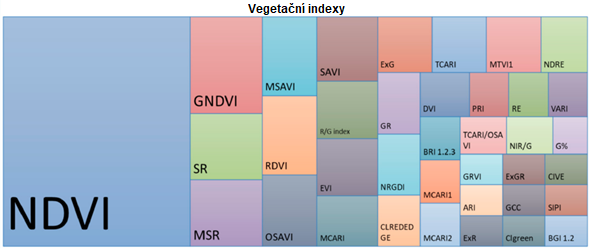 Vegetační indexy
NDVI
GNDVI
SR
MSR
MSAVI
RDVI
OSAVI
SAVI
R/G index
EVI
MCARI
ExG
TCARI
MTVI1
NDRE
GR
NRGDI
CLREDED
GE
DVI
PRI
RE
VARI
BRI 1.2.3
MCARI1
MCARI2
TCARI/OSA
VI
NIR/G
G%
GRVI
ExGR
CIVE
ARI
GCC
SIPI
ExR
CIgreen
BGI 1.2